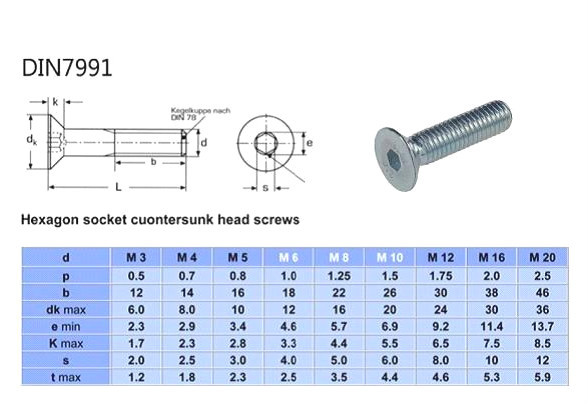 DIN7991
k
Kegelkuppe nach
DIN 78
dk
d
b
L
e
s
Hexagon socket cuontersunk head screws
d M 3 M 4 M 5 M 6 M 8 M 10 M 12 M 16 M 20
p 0.5 0.7 0.8 1.0 1.25 1.5 1.75 2.0 2.5
b 12 14 16 18 22 26 30 38 46
dk max 6.0 8.0 10 12 16 20 24 30 36
e min 2.3 2.9 3.4 4.6 5.7 6.9 9.2 11.4 13.7
K max 1.7 2.3 2.8 3.3 4.4 5.5 6.5 7.5 8.5
s 2.0 2.5 3.0 4.0 5.0 6.0 8.0 10 12
t max 1.2 1.8 2.3 2.5 3.5 4.4 4.6 5.3 5.9